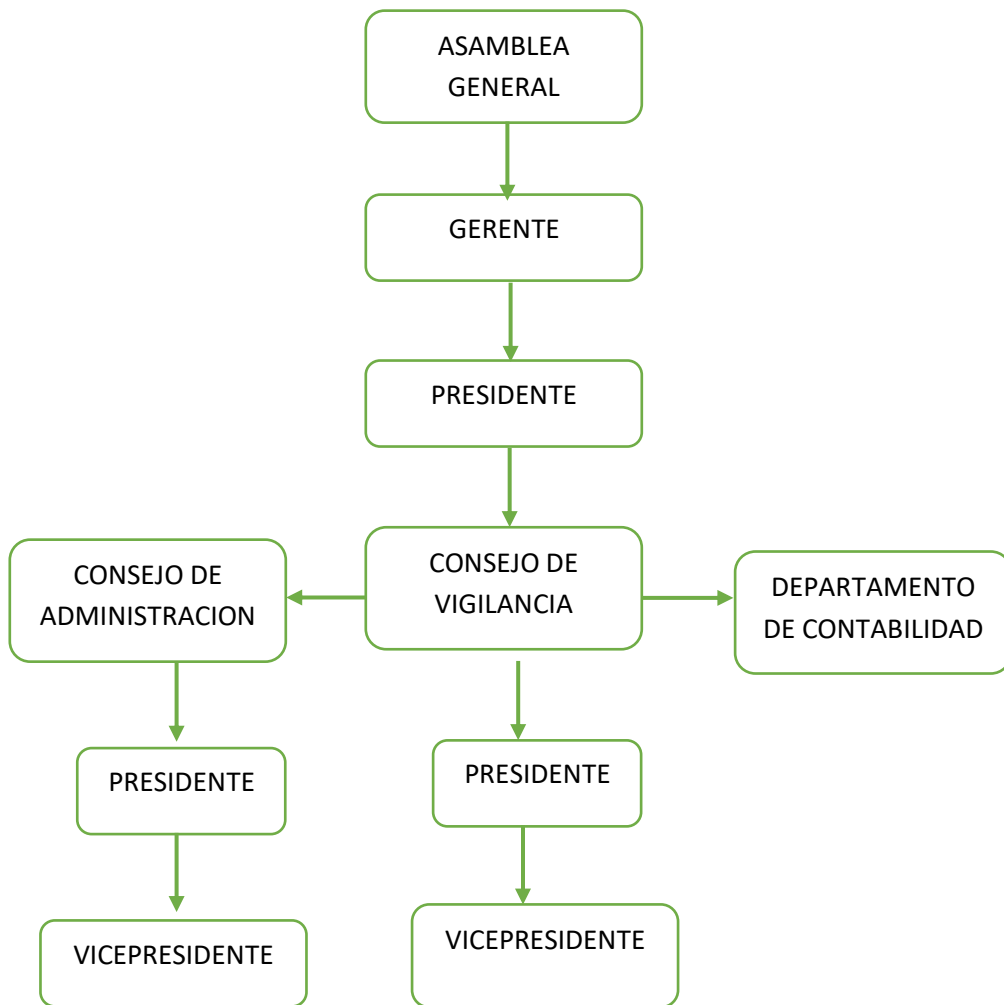 ASAMBLEA
GENERAL
GERENTE
PRESIDENTE
CONSEJO DE
VIGILANCIA
CONSEJO DE
ADMINISTRACION
DEPARTAMENTO
DE CONTABILIDAD
PRESIDENTE
PRESIDENTE
VICEPRESIDENTE
VICEPRESIDENTE